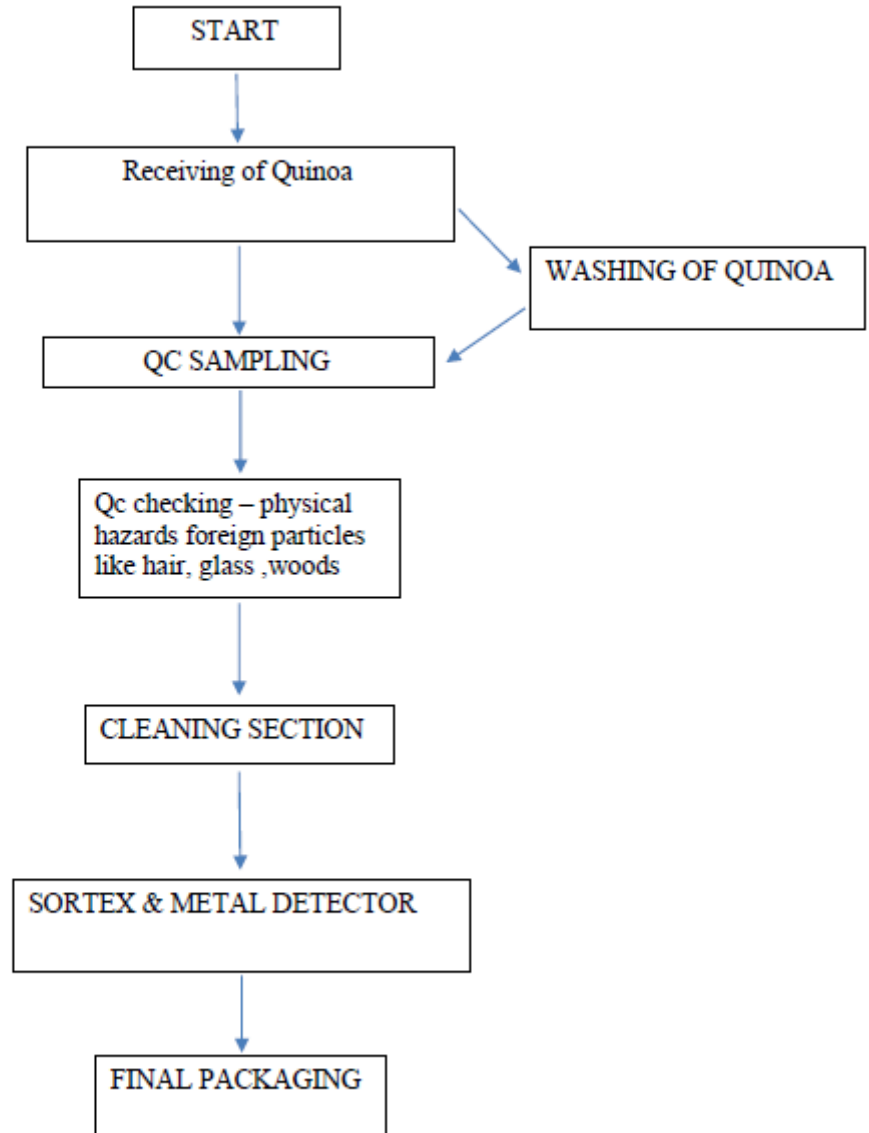 START
Receiving of Quinoa
WASHING OF QUINOA
QC SAMPLING
Qc checking – physical
hazards foreign particles
like hair, glass ,woods
CLEANING SECTION
SORTEX & METAL DETECTOR
FINAL PACKAGING